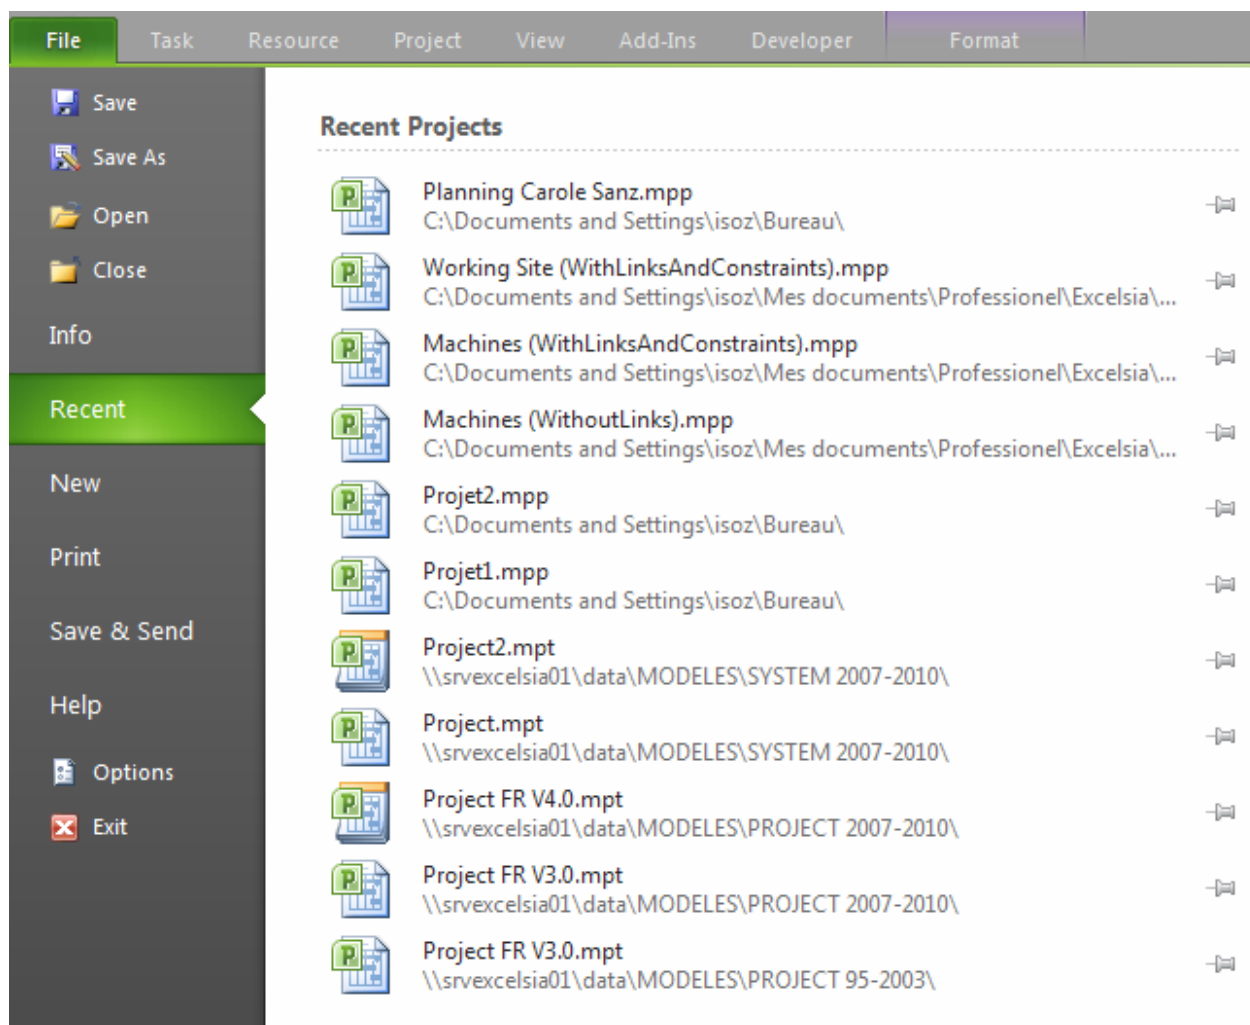 File Task Resource Project View Add-Ins Developer Format
Save
Save As
Open
Close
Info
Recent
New
Print
Save & Send
Help
Options
Exit
Recent Projects
Planning Carole Sanz.mpp
C:\Documents and Settings\isoz\Bureau\
Working Site (WithLinksAndConstraints).mpp
C:\Documents and Settings\isoz\Mes documents\Professionel\Excelsia\...
Machines (WithLinksAndConstraints).mpp
C:\Documents and Settings\isoz\Mes documents\Professionel\Excelsia\...
Machines (WithoutLinks).mpp
C:\Documents and Settings\isoz\Mes documents\Professionel\Excelsia\...
Projet2.mpp
C:\Documents and Settings\isoz\Bureau\
Projet1.mpp
C:\Documents and Settings\isoz\Bureau\
Project2.mpt
\\srvexcelsia01\data\MODELES\SYSTEM 2007-2010\
Project.mpt
\\srvexcelsia01\data\MODELES\SYSTEM 2007-2010\
Project FR V4.0.mpt
\\srvexcelsia01\data\MODELES\PROJECT 2007-2010\
Project FR V3.0.mpt
\\srvexcelsia01\data\MODELES\PROJECT 2007-2010\
Project FR V3.0.mpt
\\srvexcelsia01\data\MODELES\PROJECT 95-2003\